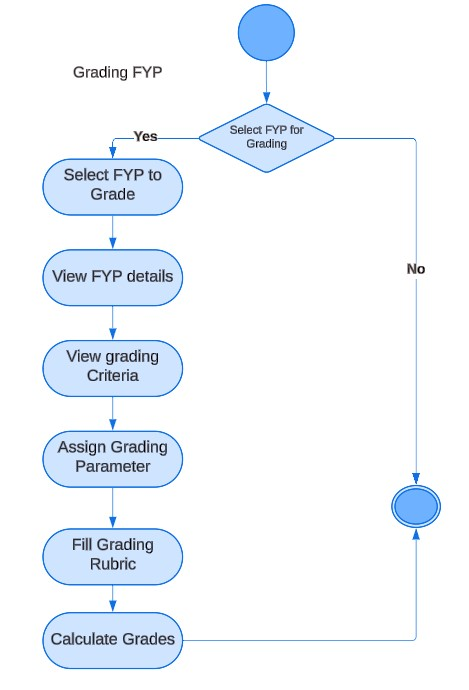 Grading FYP
Select FYP for
Grading
Yes
Select FYP to
Grade
View FYP details
No
View grading
Criteria
Assign Grading
Parameter
Fill Grading
Rubric
Calculate Grades